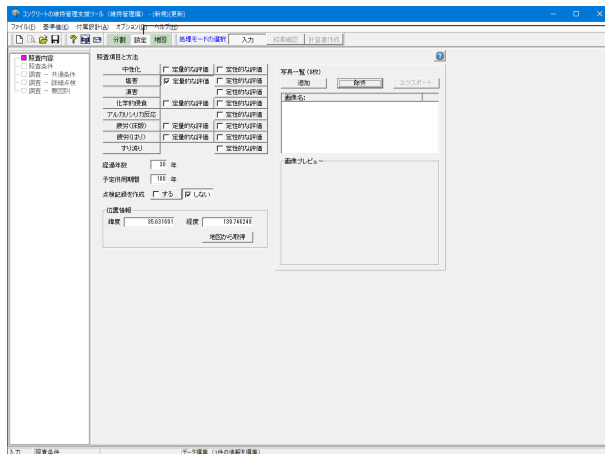 コンクリートの維持管理支援ツール（維持管理編） - (新規)(更新)
ファイル(F) 基準値(K) 付属設計(A) オプション(O) ヘルプ(H)
分割 設定 地図 処理モードの選択 入力 結果確認 計算書作成
照査内容
照査条件
調査 - 共通条件
調査 - 詳細点検
調査 - 要因別
照査項目と方法
中性化 定量的な評価 定性的な評価
塩害 定量的な評価 定性的な評価
凍害 定性的な評価
化学的侵食 定量的な評価 定性的な評価
アルカリシリカ反応 定性的な評価
疲労(床版) 定量的な評価 定性的な評価
疲労(はり) 定量的な評価 定性的な評価
すり減り 定性的な評価
経過年数 30 年
予定供用期間 100 年
点検記録を作成 する しない
位置情報
緯度 35.631691 経度 139.746249
地図から取得
写真一覧 (0枚)
追加 除外 エクスポート
画像名:
画像プレビュー
入力 照査条件 データ編集 (1件の情報を編集)